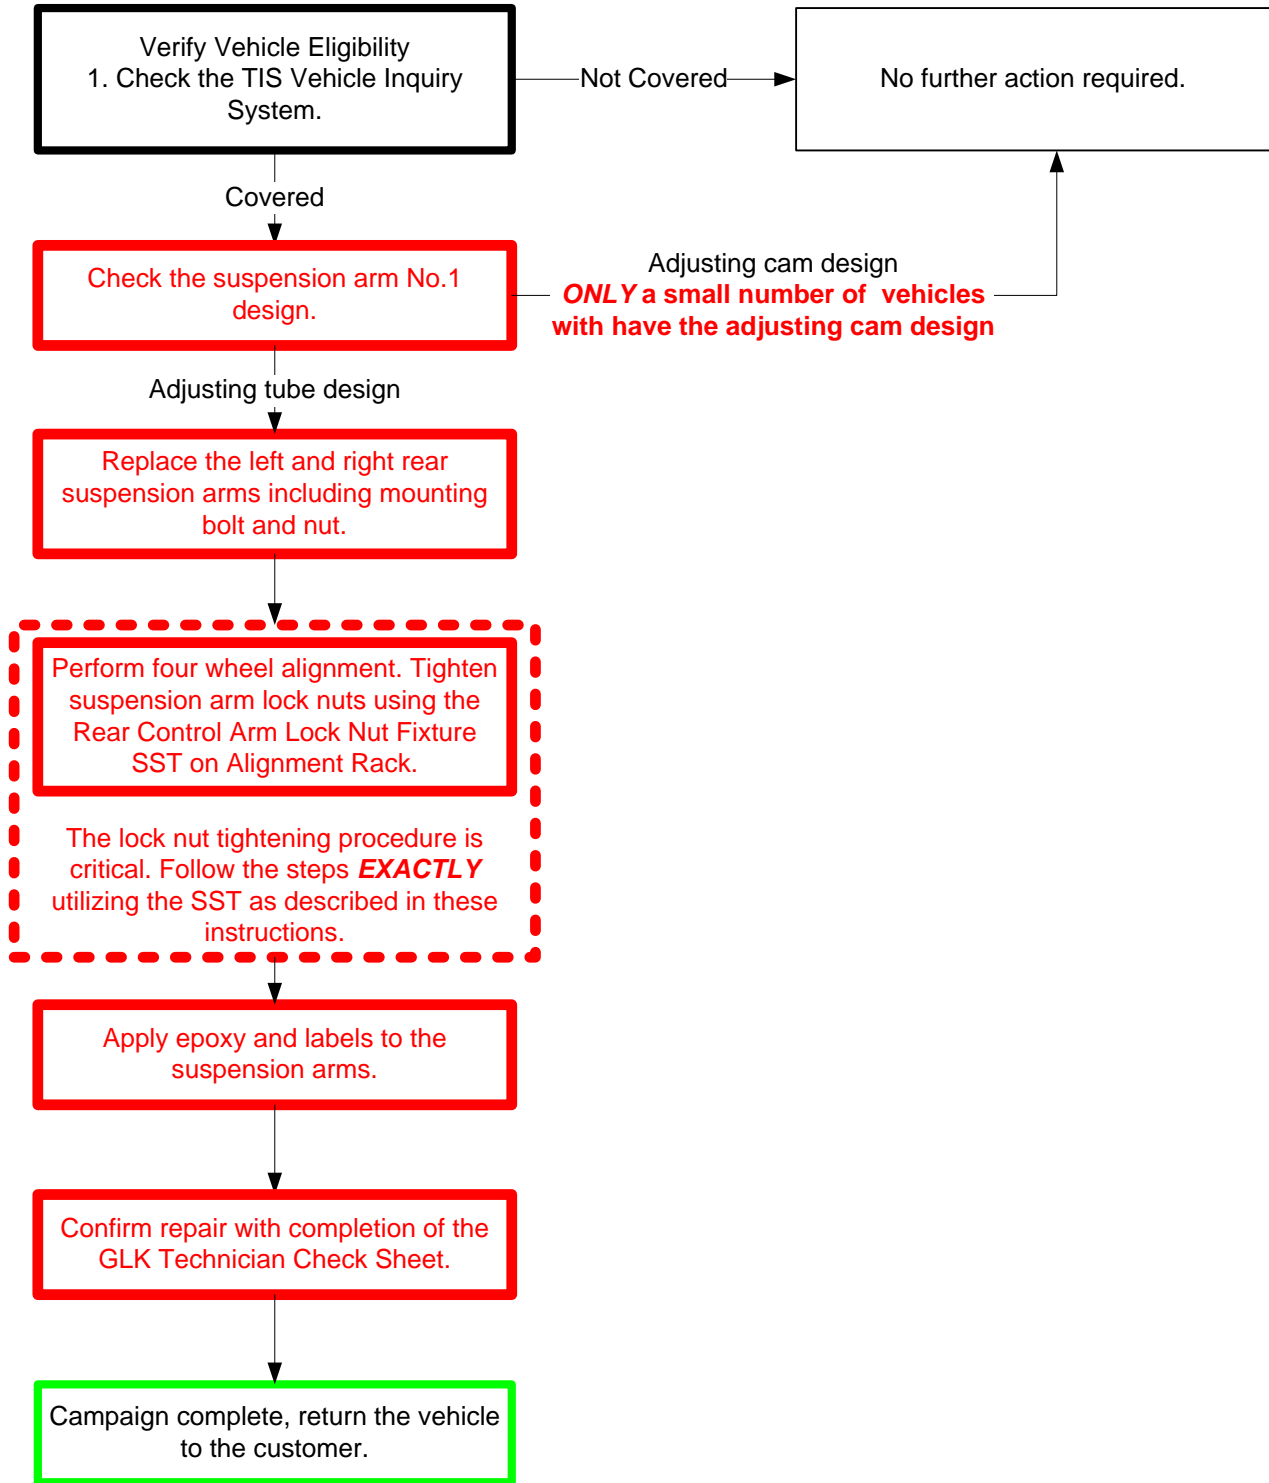 Verify Vehicle Eligibility
1. Check the TIS Vehicle Inquiry
System.
Not Covered
No further action required.
Covered
Check the suspension arm No.1
design.
Adjusting cam design
ONLY a small number of  vehicles
with have the adjusting cam design
Adjusting tube design
Replace the left and right rear
suspension arms including mounting
bolt and nut.
Perform four wheel alignment. Tighten
suspension arm lock nuts using the
Rear Control Arm Lock Nut Fixture
SST on Alignment Rack.
The lock nut tightening procedure is
critical. Follow the steps EXACTLY
utilizing the SST as described in these
instructions.
Apply epoxy and labels to the
suspension arms.
Confirm repair with completion of the
GLK Technician Check Sheet.
Campaign complete, return the vehicle
to the customer.